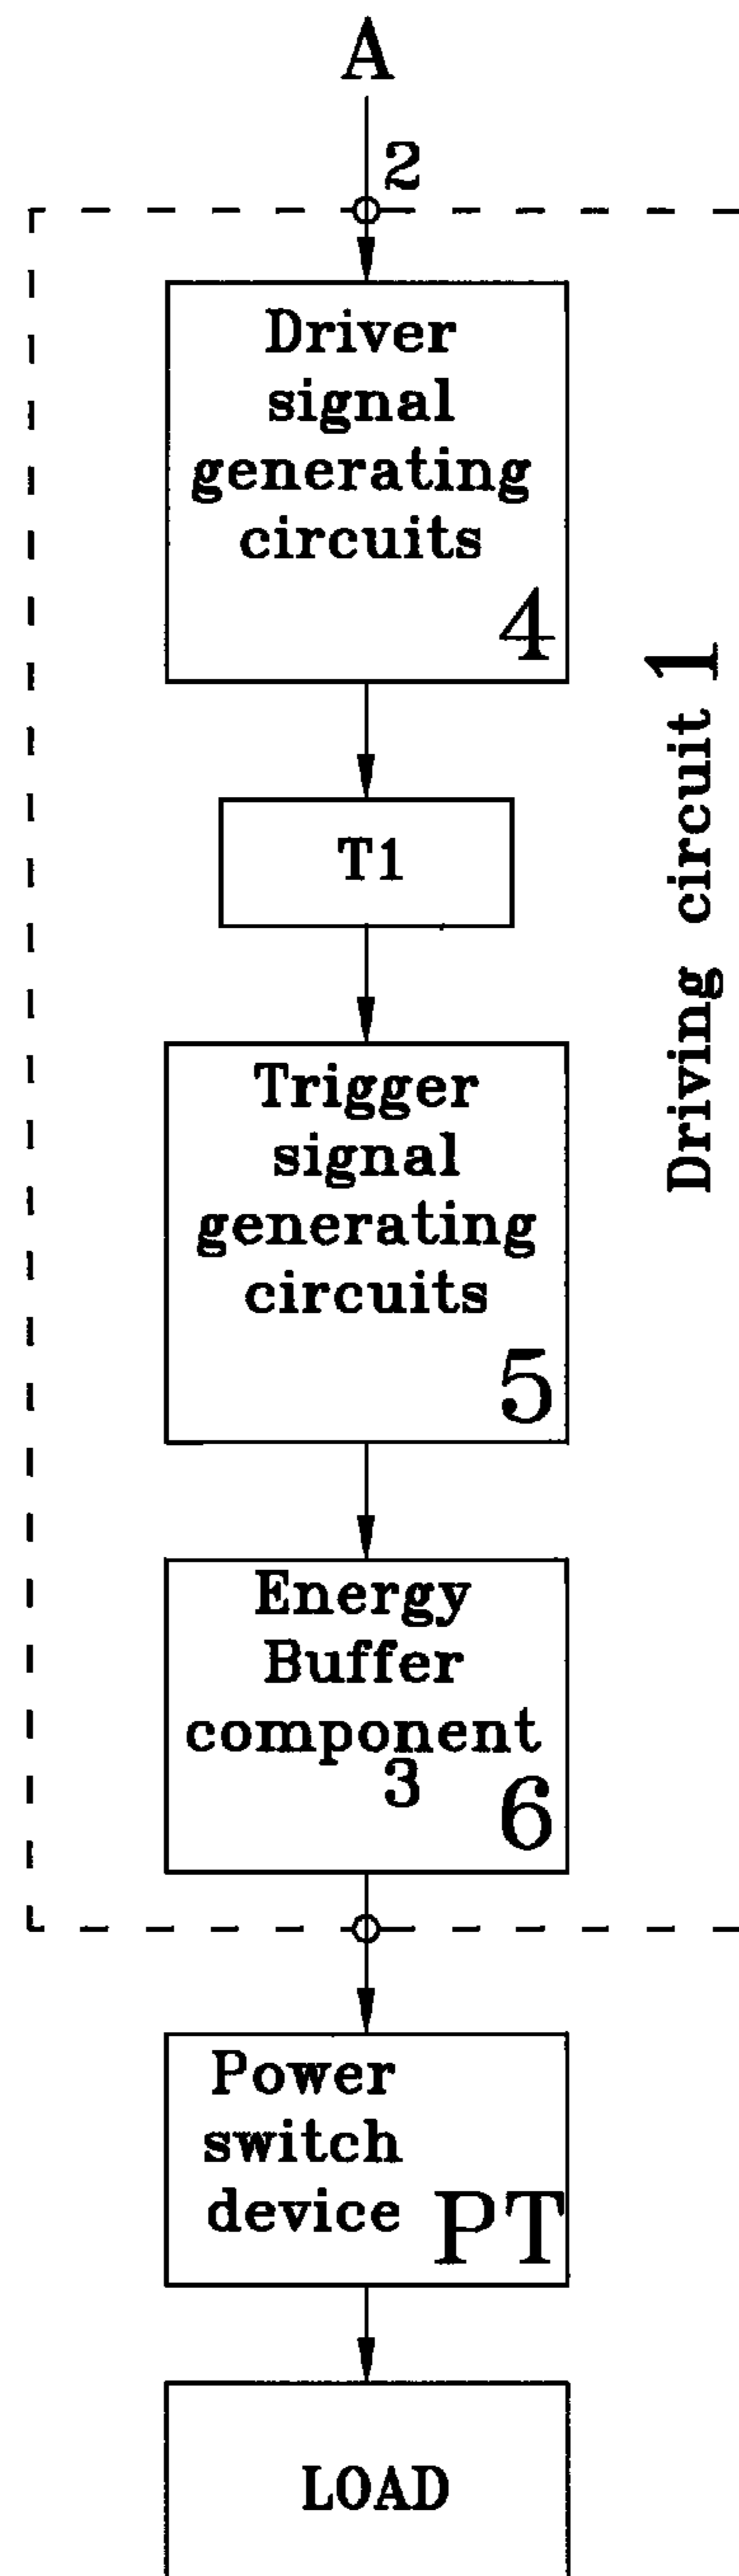 A
2
Driver
signal
generating
circuits
4
T1
Driving circuit 1
Trigger
signal
generating
circuits
5
Energy
Buffer
component
3
6
Power
switch
device PT
LOAD